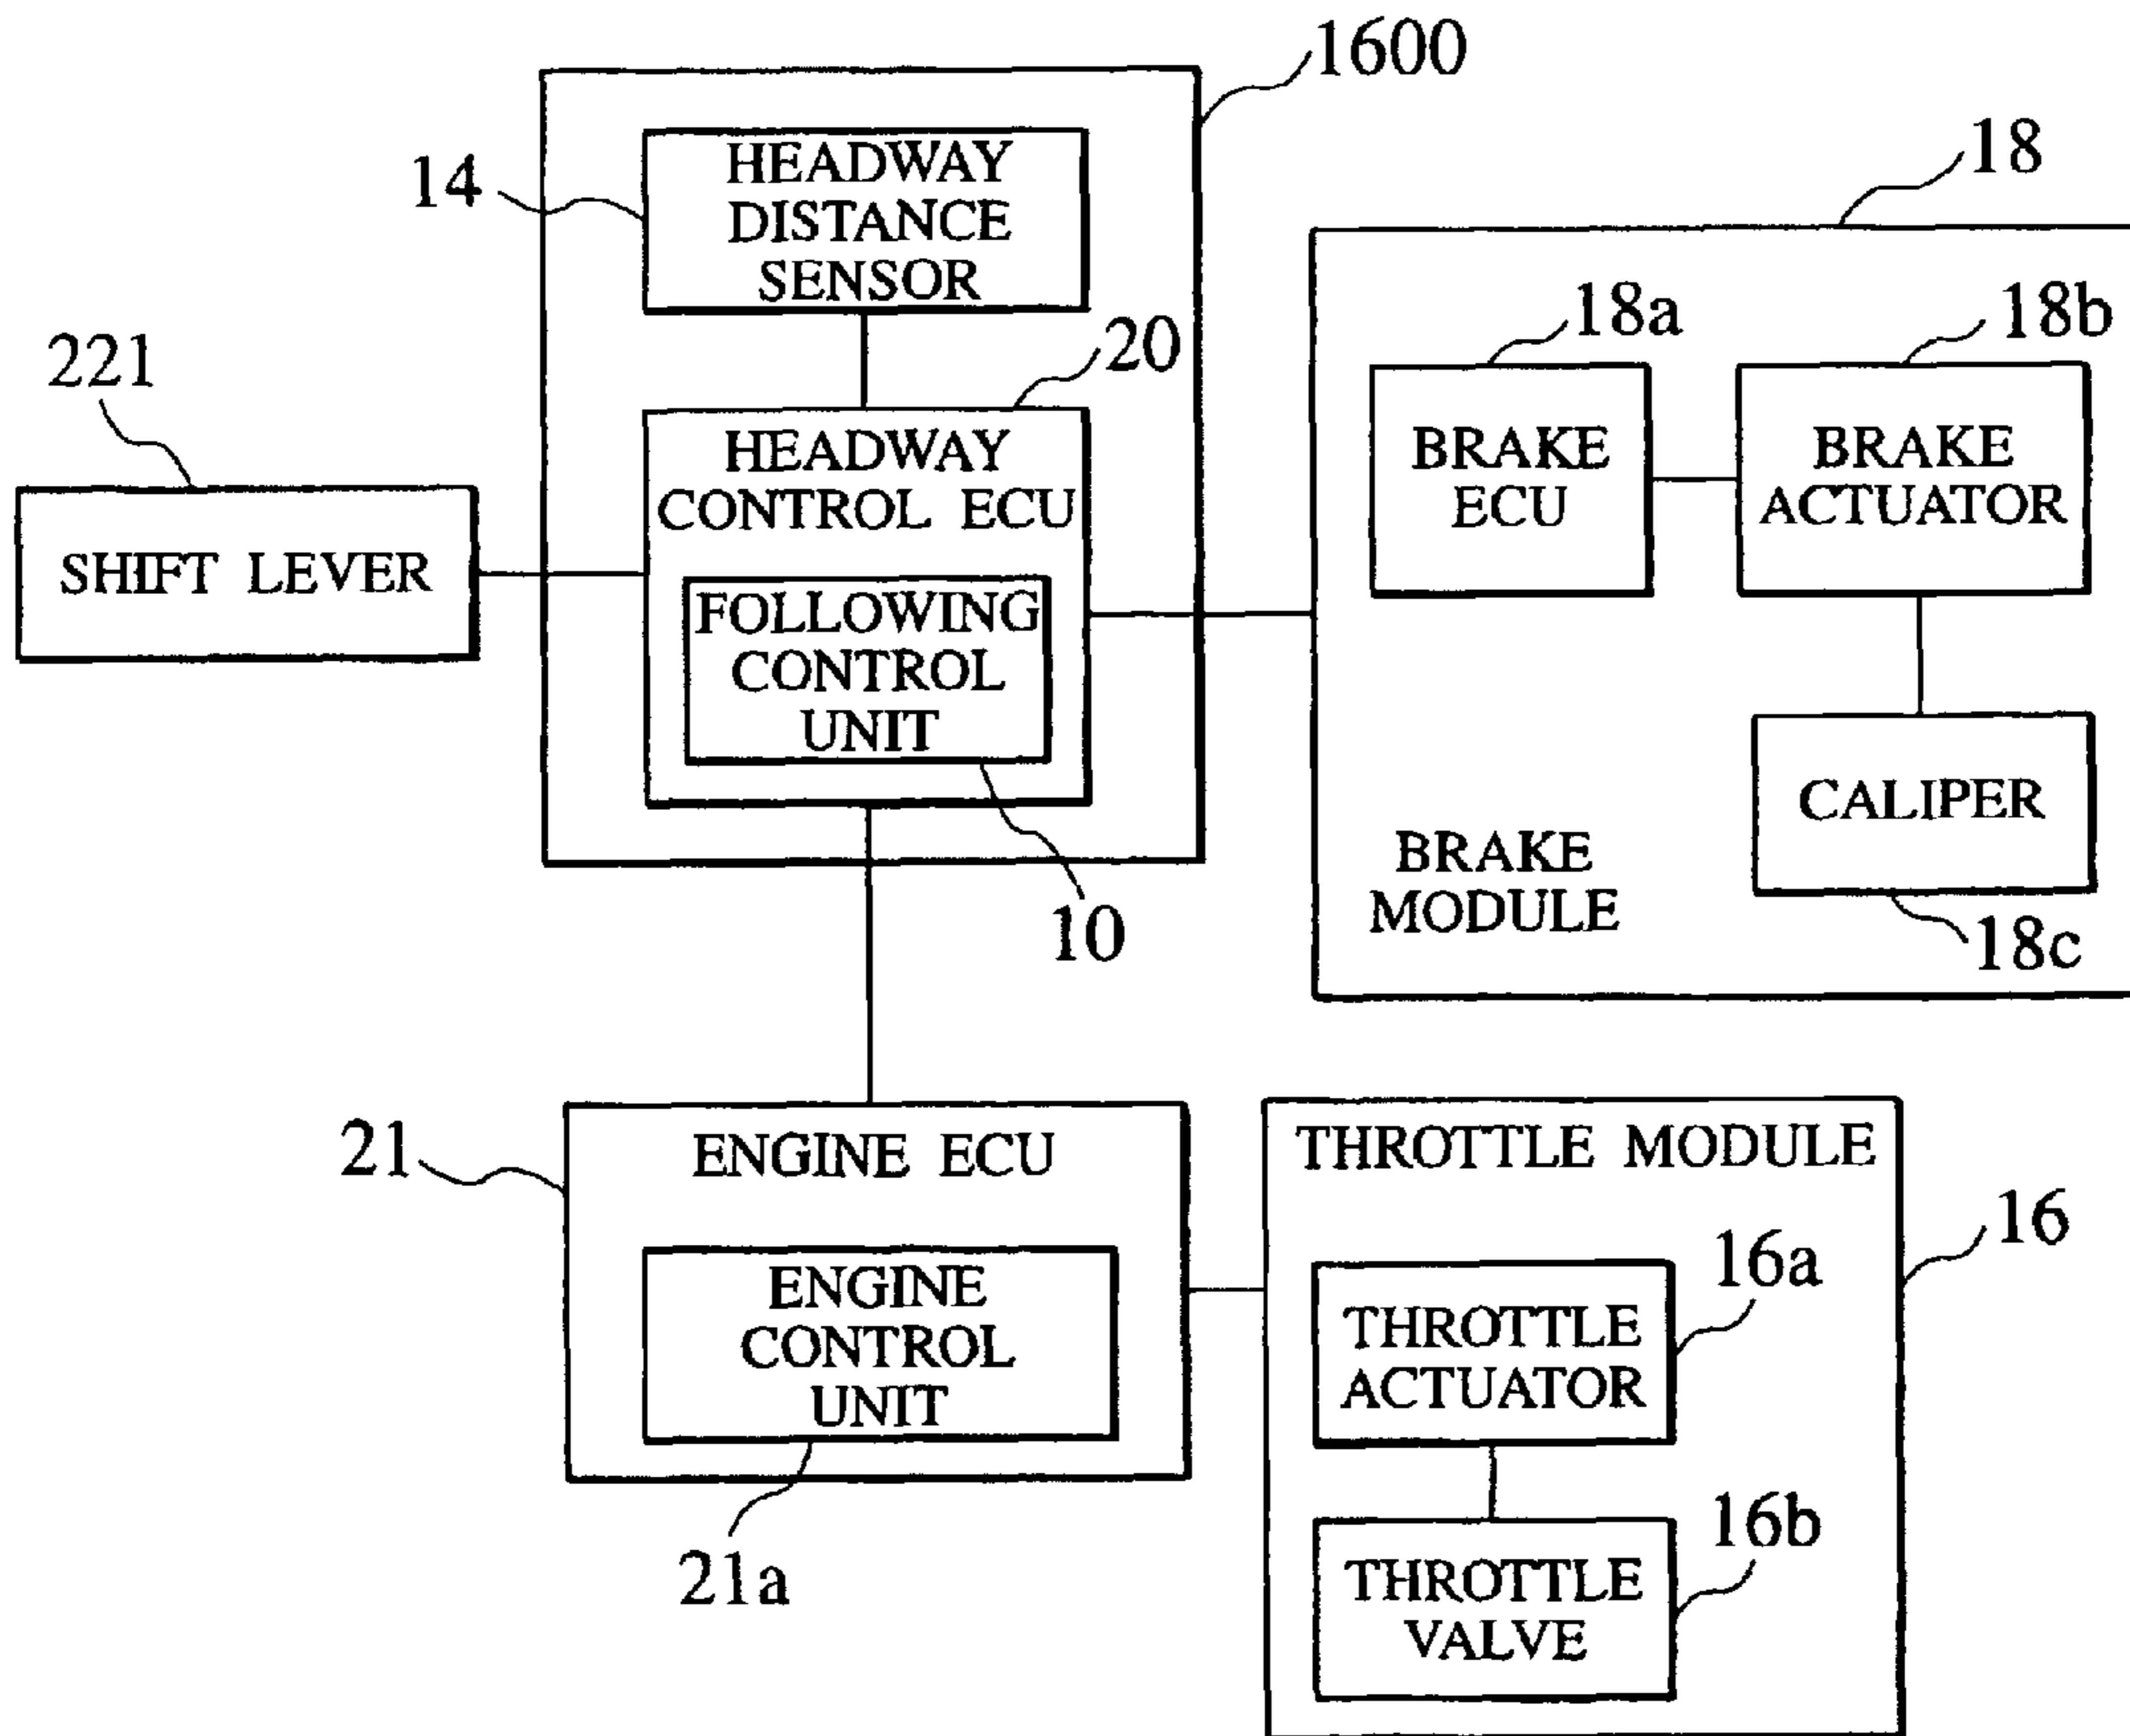 1600
HEADWAY
DISTANCE
SENSOR
14
18
18a
18b
221
20
HEADWAY
CONTROL ECU
BRAKE
ECU
BRAKE
ACTUATOR
SHIFT LEVER
FOLLOWING
CONTROL
UNIT
CALIPER
BRAKE
MODULE
10
18c
21
ENGINE ECU
THROTTLE MODULE
16
16a
ENGINE
CONTROL
UNIT
THROTTLE
ACTUATOR
21a
16b
THROTTLE
VALVE